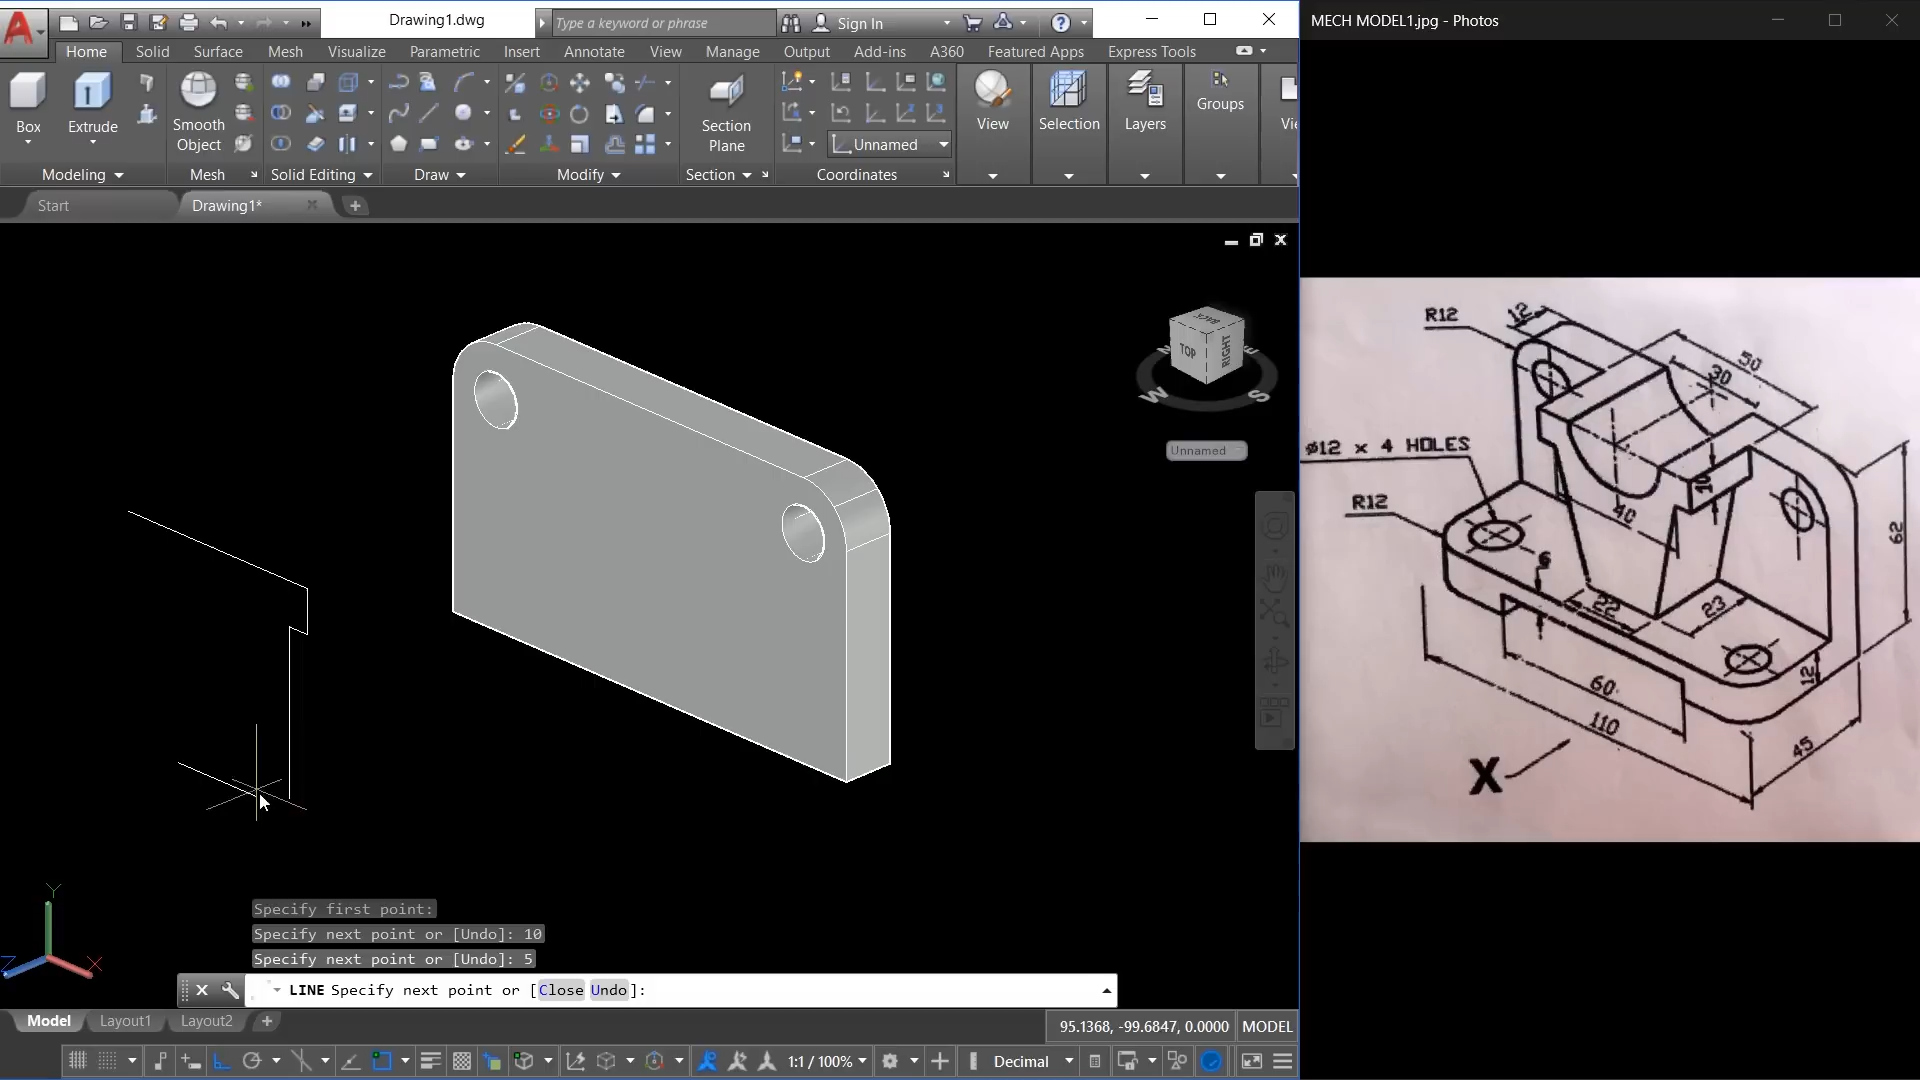 Drawing1.dwg
Type a keyword or phrase
Sign In
MECH MODEL1.jpg - Photos
Home Solid Surface Mesh Visualize Parametric Insert Annotate View Manage Output Add-ins A360 Featured Apps Express Tools
Box
Extrude
Smooth
Object
Section
Plane
Unnamed
View
Selection
Layers
Groups
Modeling Mesh Solid Editing Draw Modify Section Coordinates
Start
Drawing1*
BACK
TOP
RIGHT
W
S
Unnamed
R12
12
50
30
ø12 x 4 HOLES
R12
10
40
62
6
22
23
12
60
110
45
X
Y
Z
X
Specify first point:
Specify next point or [Undo]: 10
Specify next point or [Undo]: 5
LINE Specify next point or [Close Undo]:
Model Layout1 Layout2
95.1368, -99.6847, 0.0000 MODEL
1:1 / 100%
Decimal